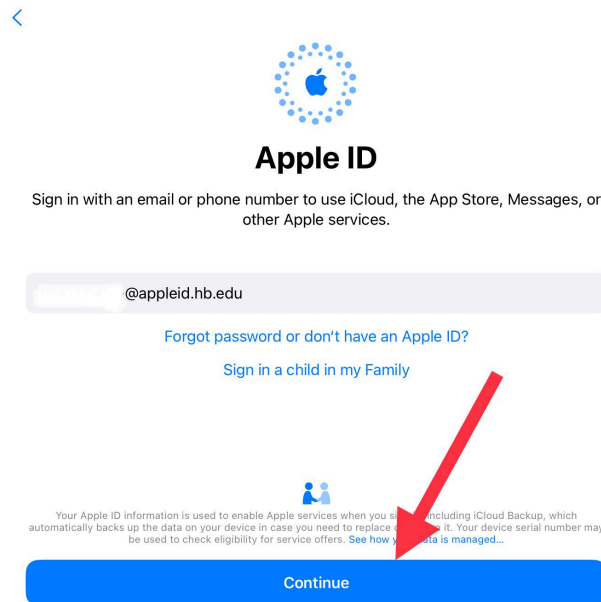 Apple ID
Sign in with an email or phone number to use iCloud, the App Store, Messages, or
other Apple services.
@appleid.hb.edu
Forgot password or don't have an Apple ID?
Sign in a child in my Family
Your Apple ID information is used to enable Apple services when you including iCloud Backup, which
automatically backs up the data on your device in case you need to replace it. Your device serial number may
be used to check eligibility for service offers. See how is managed...
Continue